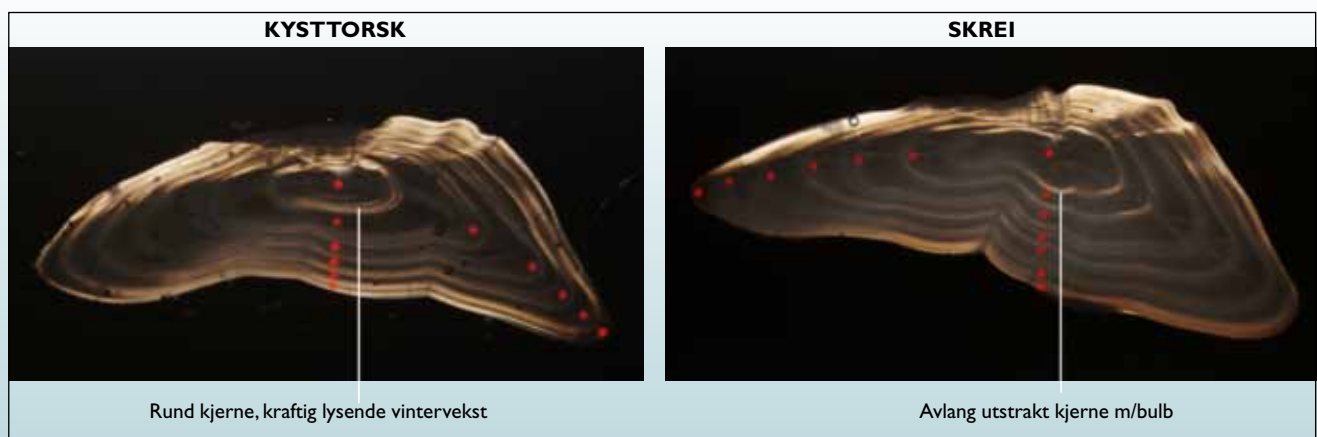 KYSTTORSK
SKREI
Rund kjerne, kraftig lysende vintervekst
Avlang utstrakt kjerne m/bulb